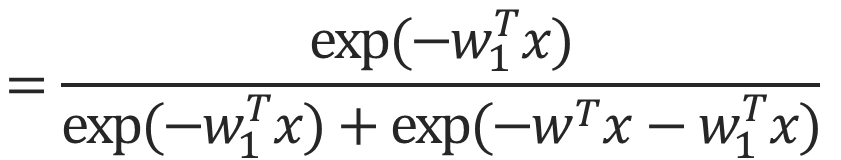 = exp(−w₁ᵀx) / (exp(−w₁ᵀx) + exp(−wᵀx − w₁ᵀx))